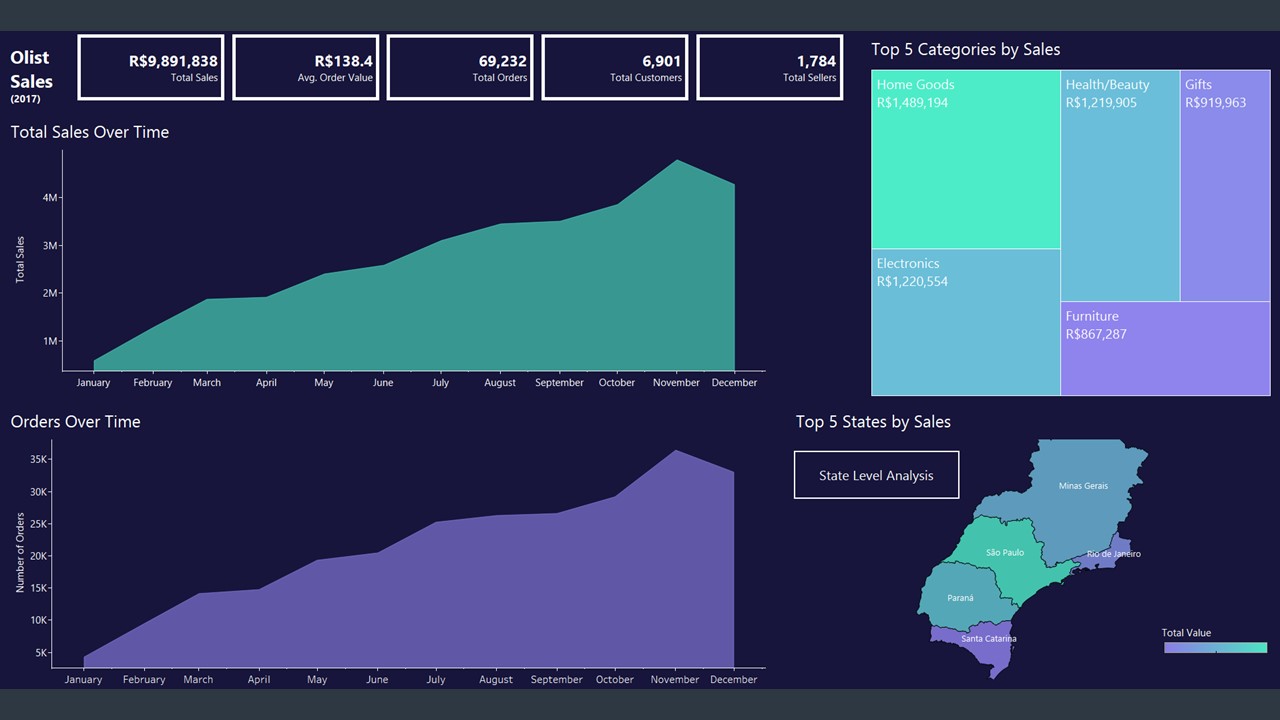 Olist
Sales
(2017)
R$9,891,838
Total Sales
R$138.4
Avg. Order Value
69,232
Total Orders
6,901
Total Customers
1,784
Total Sellers
Total Sales Over Time
Total Sales
4M
3M
2M
1M
January February March April May June July August September October November December
Orders Over Time
Number of Orders
35K
30K
25K
20K
15K
10K
5K
January February March April May June July August September October November December
Top 5 Categories by Sales
Home Goods
R$1,489,194
Health/Beauty
R$1,219,905
Gifts
R$919,963
Electronics
R$1,220,554
Furniture
R$867,287
Top 5 States by Sales
State Level Analysis
Minas Gerais
São Paulo
Rio de Janeiro
Paraná
Santa Catarina
Total Value